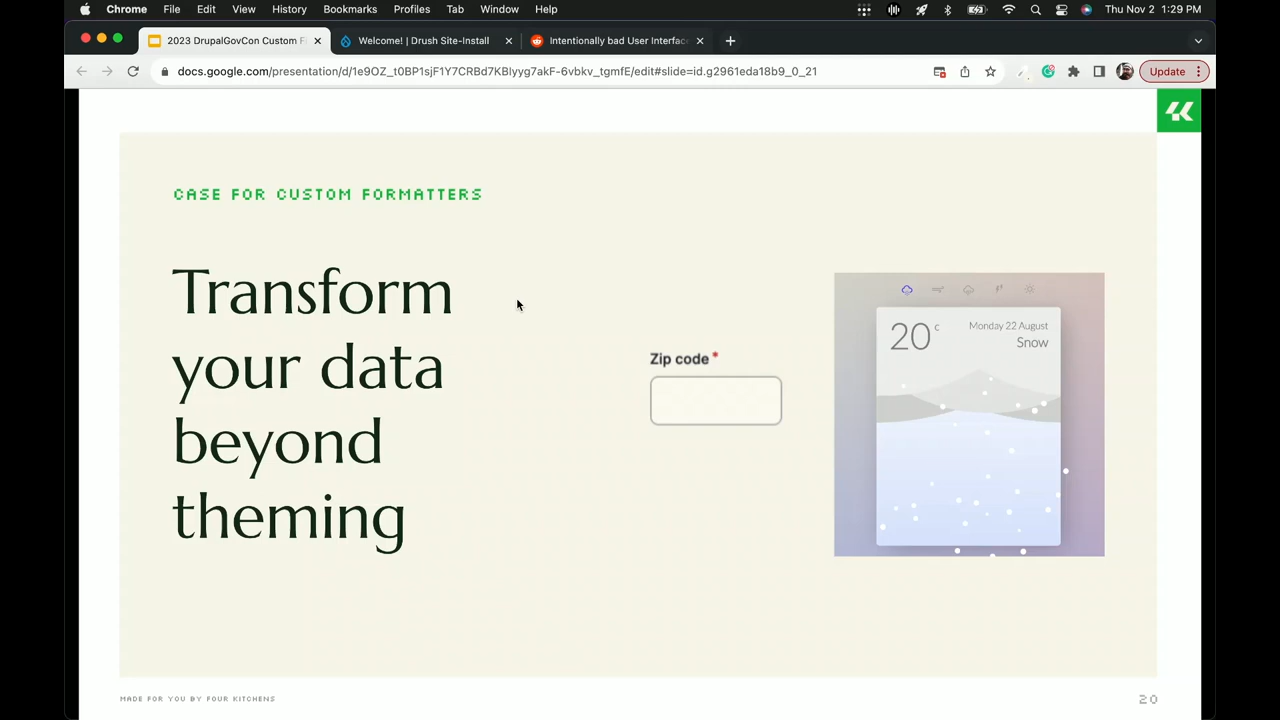 Chrome File Edit View History Bookmarks Profiles Tab Window Help Thu Nov 2 1:29 PM
2023 DrupalGovCon Custom F Welcome! | Drush Site-Install Intentionally bad User Interface
docs.google.com/presentation/d/1e9OZ_t0BP1sjF1Y7CRBd7KBlyyg7akF-6vbkv_tgmfE/edit#slide=id.g2961eda18b9_0_21 Update
CASE FOR CUSTOM FORMATTERS
Transform
your data
beyond
theming
Zip code *
20 c
Monday 22 August
Snow
MADE FOR YOU BY FOUR KITCHENS
20